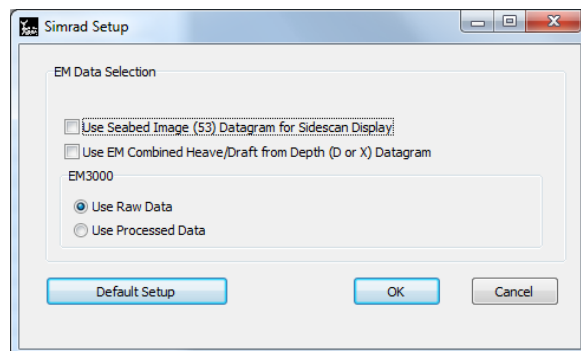 Simrad Setup
EM Data Selection
Use Seabed Image (53) Datagram for Sidescan Display
Use EM Combined Heave/Draft from Depth (D or X) Datagram
EM3000
Use Raw Data
Use Processed Data
Default Setup OK Cancel